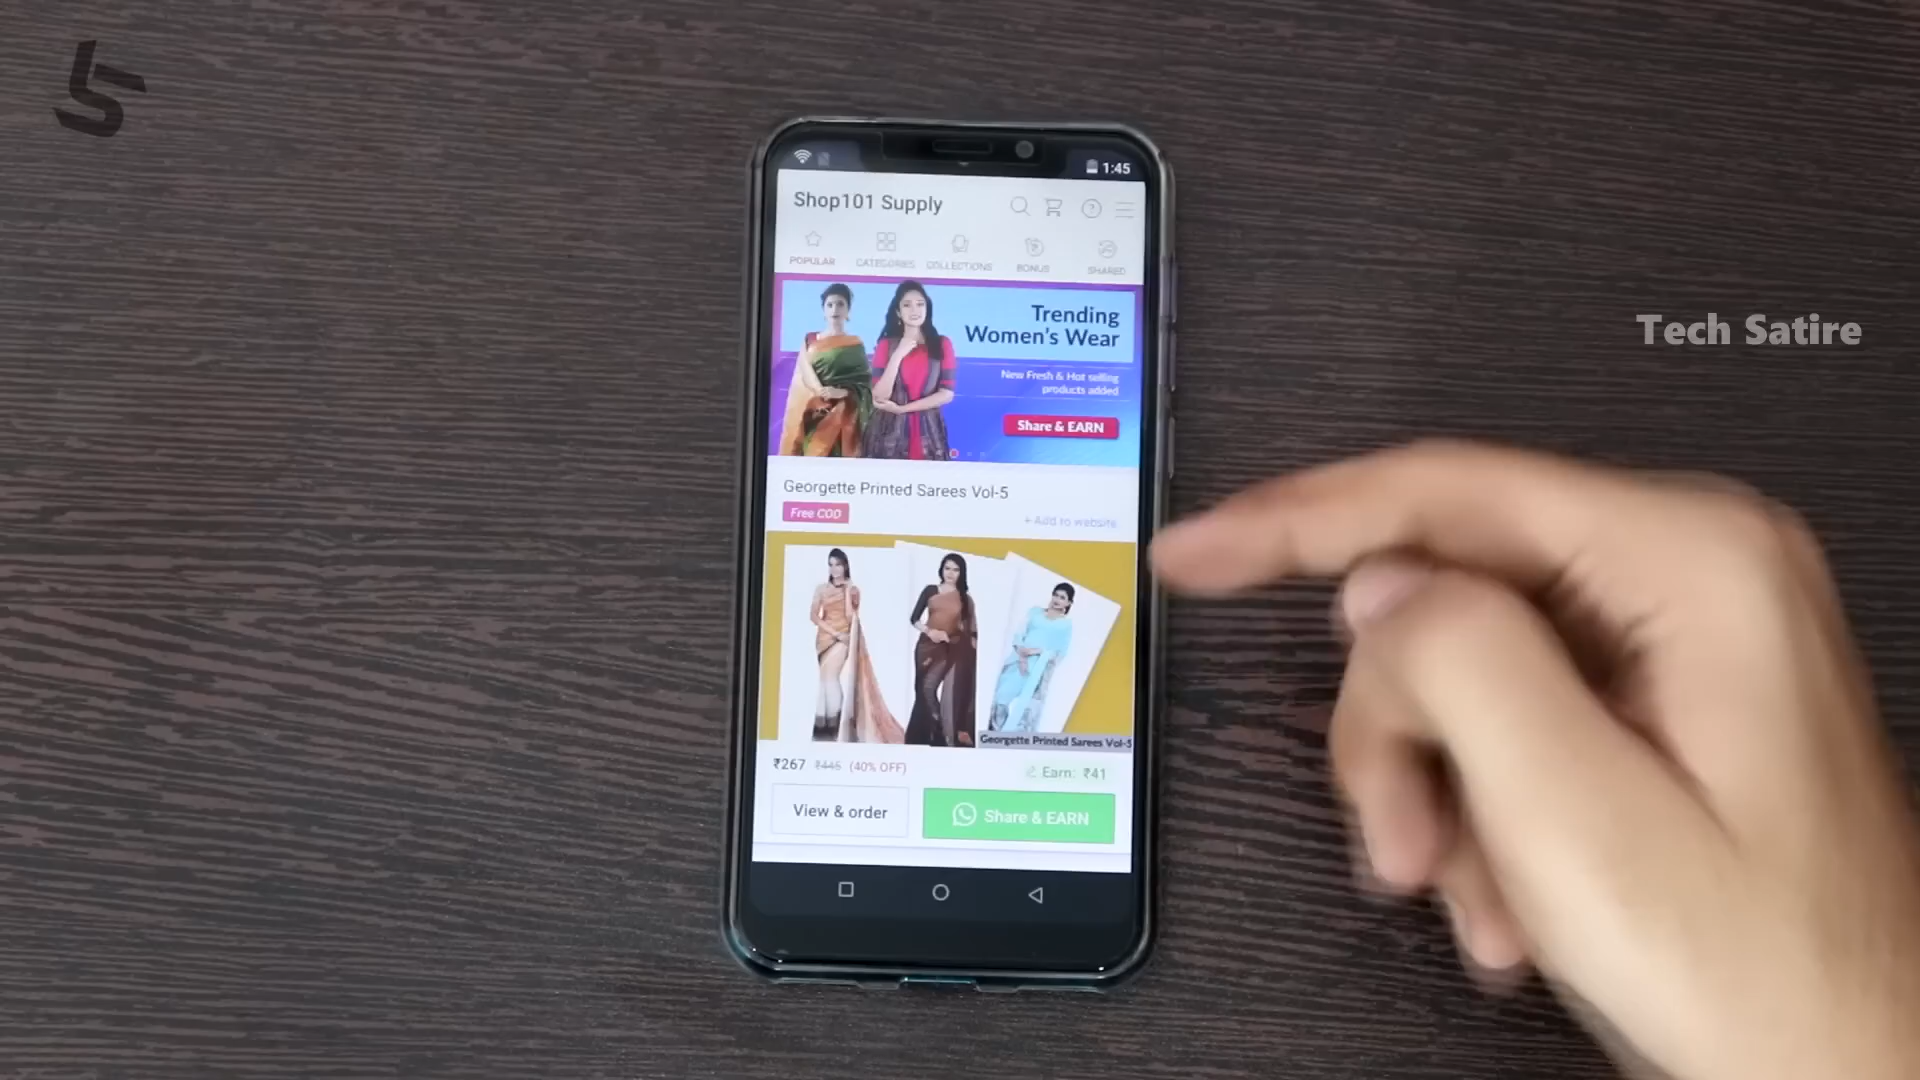 1:45
Shop101 Supply
POPULAR
CATEGORIES
COLLECTIONS
BONUS
SHARED
Trending
Women's Wear
New Fresh & Hot selling
products added
Share & EARN
Tech Satire
Georgette Printed Sarees Vol-5
Free COD
+ Add to website
Georgette Printed Sarees Vol-5
₹267 ₹445 (40% OFF)
Earn: ₹41
View & order
Share & EARN